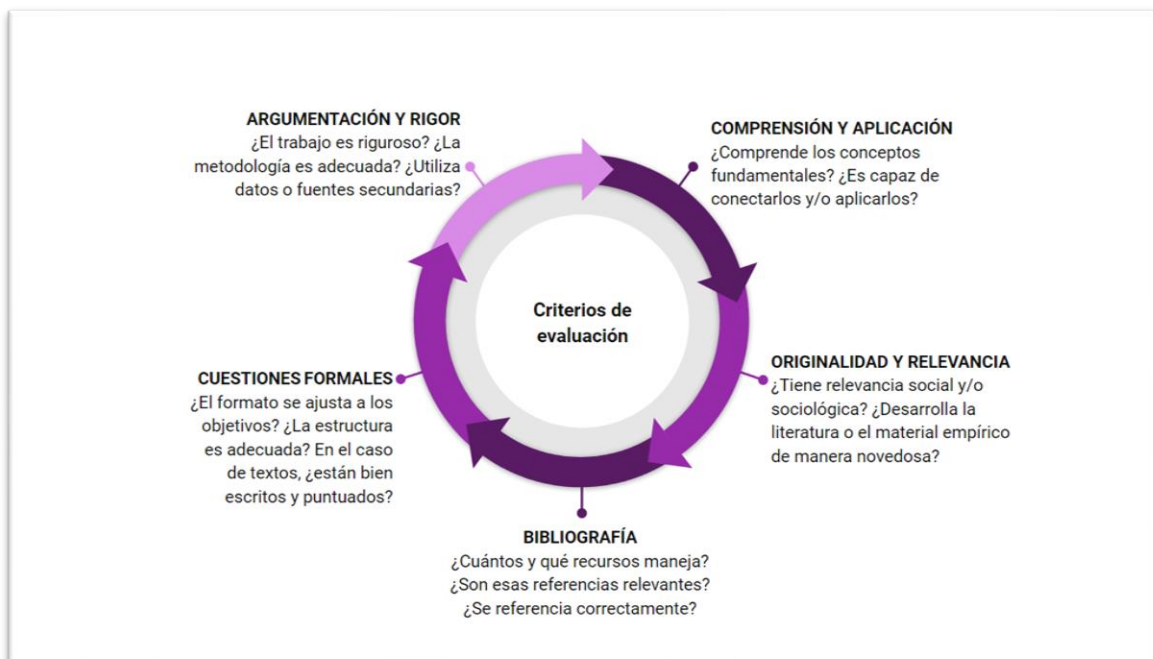 ARGUMENTACIÓN Y RIGOR
¿El trabajo es riguroso? ¿La
metodología es adecuada? ¿Utiliza
datos o fuentes secundarias?
COMPRENSIÓN Y APLICACIÓN
¿Comprende los conceptos
fundamentales? ¿Es capaz de
conectarlos y/o aplicarlos?
Criterios de
evaluación
ORIGINALIDAD Y RELEVANCIA
¿Tiene relevancia social y/o
sociológica? ¿Desarrolla la
literatura o el material empírico
de manera novedosa?
CUESTIONES FORMALES
¿El formato se ajusta a los
objetivos? ¿La estructura
es adecuada? En el caso
de textos, ¿están bien
escritos y puntuados?
BIBLIOGRAFÍA
¿Cuántos y qué recursos maneja?
¿Son esas referencias relevantes?
¿Se referencia correctamente?